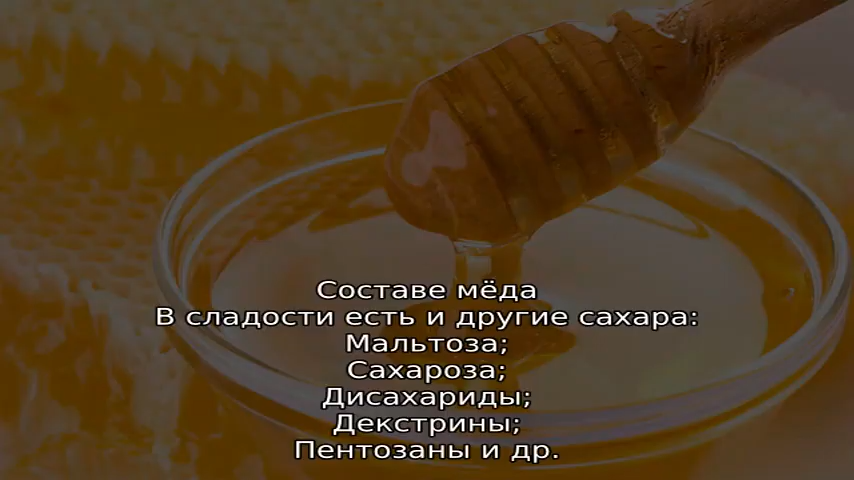 Составе мёда
В сладости есть и другие сахара:
Мальтоза;
Сахароза;
Дисахариды;
Декстрины;
Пентозаны и др.